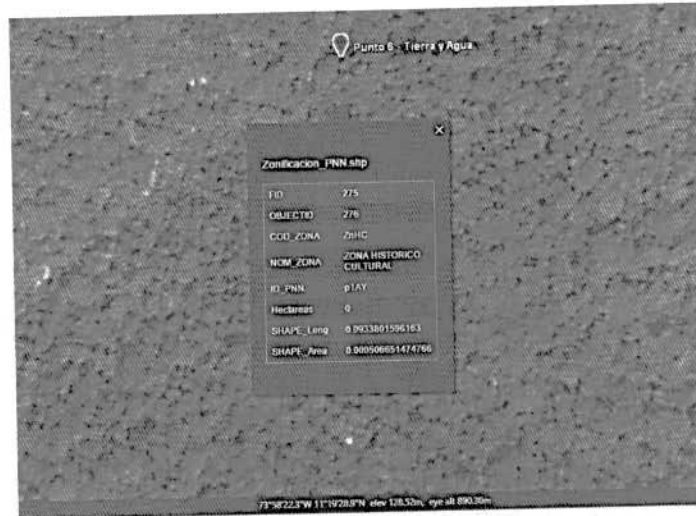 Punto 6 - Tierra y Agua
Zonificacion_PNN.shp
FID 275
OBJECTID 276
COD_ZONA ZnHC
NOM_ZONA ZONA HISTORICO
CULTURAL
ID_PNN pTAY
Hectareas 0
SHAPE_Leng 0.0933801596163
SHAPE_Area 0.000506651474766
73°58'22.3"W 11°19'28.9"N elev 128.52m, eye alt 890.30m